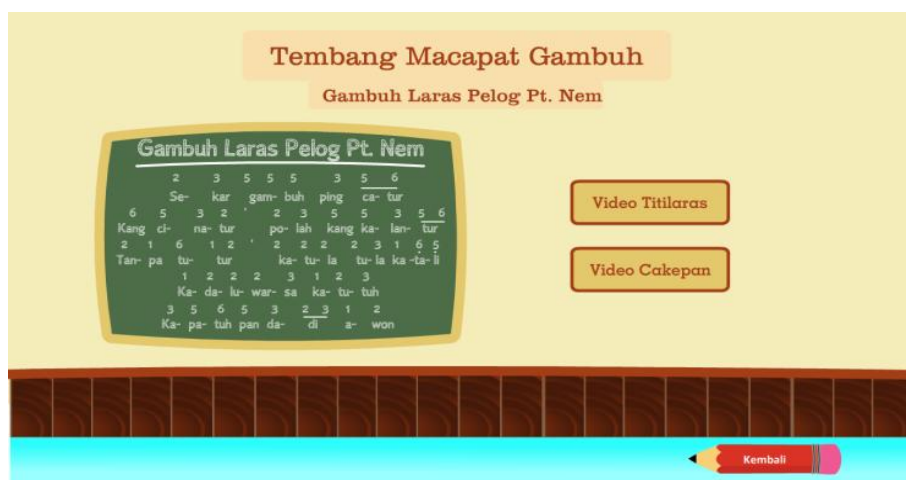 Tembang Macapat Gambuh
Gambuh Laras Pelog Pt. Nem
Gambuh Laras Pelog Pt. Nem
2 3 5 5 5 3 5 6
Se- kar gam- buh ping ca- tur
6 5 3 2 ' 2 3 5 5 3 5 6
Kang ci- na- tur po- lah kang ka- lan- tur
2 1 6 1 2 ' 2 2 2 2 3 1 6 5
Tan- pa tu- tur ka- tu- la tu- la ka -ta- li
1 2 2 2 3 1 2 3
Ka- da- lu- war- sa ka- tu- tuh
3 5 6 5 3 2 3 1 2
Ka- pa- tuh pan da- di a- won
Video Titilaras
Video Cakepan
Kembali